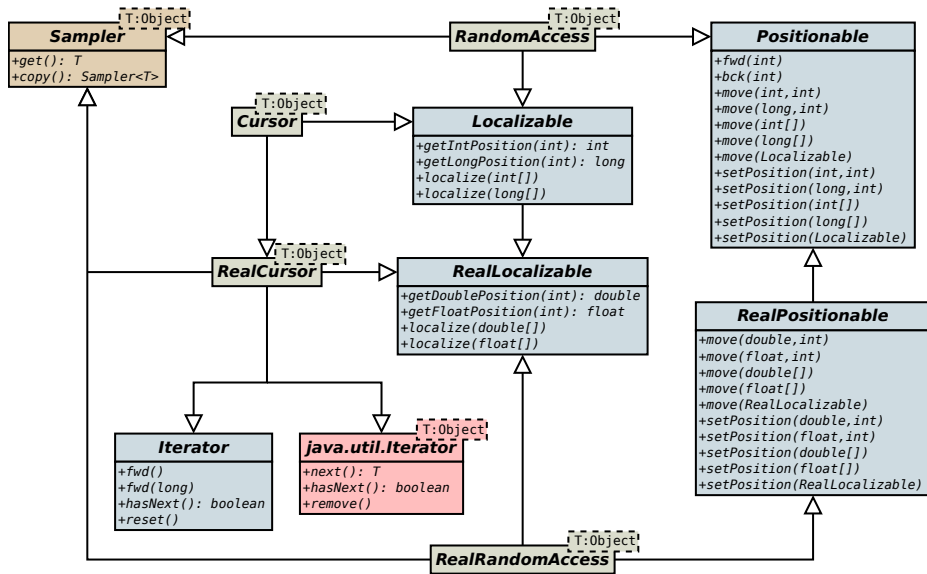 T:Object
Sampler
+get(): T
+copy(): Sampler<T>
T:Object
RandomAccess
Positionable
+fwd(int)
+bck(int)
+move(int,int)
+move(long,int)
+move(int[])
+move(long[])
+move(Localizable)
+setPosition(int,int)
+setPosition(long,int)
+setPosition(int[])
+setPosition(long[])
+setPosition(Localizable)
T:Object
Cursor
Localizable
+getIntPosition(int): int
+getLongPosition(int): long
+localize(int[])
+localize(long[])
T:Object
RealCursor
RealLocalizable
+getDoublePosition(int): double
+getFloatPosition(int): float
+localize(double[])
+localize(float[])
RealPositionable
+move(double,int)
+move(float,int)
+move(double[])
+move(float[])
+move(RealLocalizable)
+setPosition(double,int)
+setPosition(float,int)
+setPosition(double[])
+setPosition(float[])
+setPosition(RealLocalizable)
Iterator
+fwd()
+fwd(long)
+hasNext(): boolean
+reset()
T:Object
java.util.Iterator
+next(): T
+hasNext(): boolean
+remove()
T:Object
RealRandomAccess